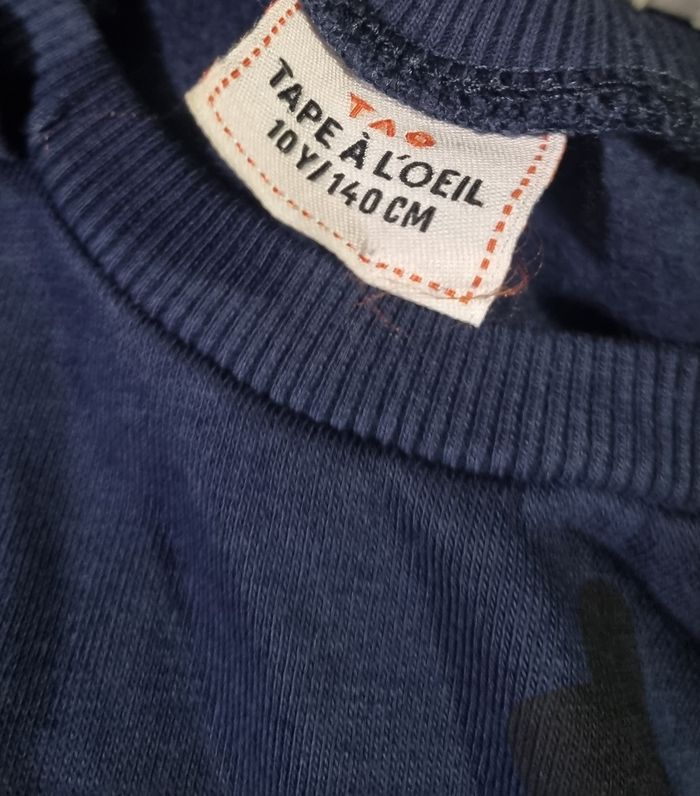 TAO
TAPE À L'OEIL
10Y/140CM